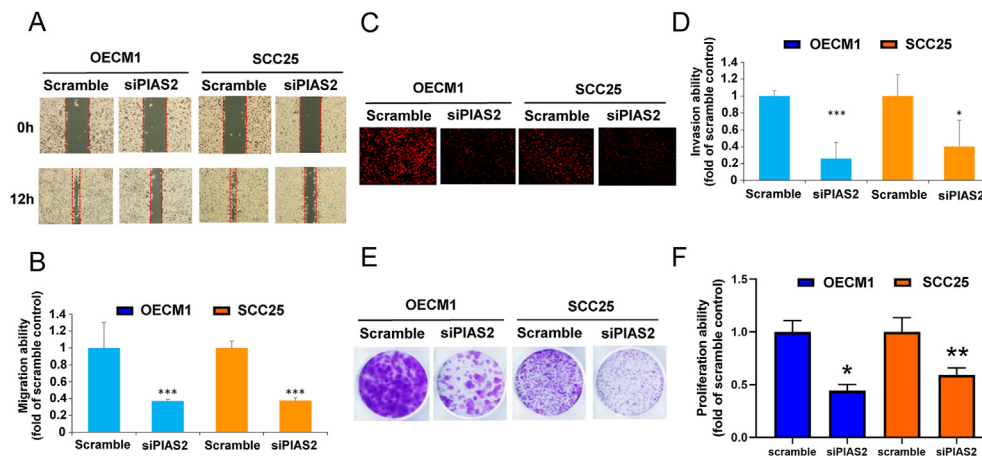 A
OECM1 SCC25
Scramble siPIAS2 Scramble siPIAS2
0h
12h
B
OECM1 SCC25
Migration ability
(fold of scramble control)
1.4
1.2
1
0.8
0.6
0.4
0.2
0
*** ***
Scramble siPIAS2 Scramble siPIAS2
C
OECM1 SCC25
Scramble siPIAS2 Scramble siPIAS2
D
OECM1 SCC25
Invasion ability
(fold of scramble control)
1.4
1.2
1
0.8
0.6
0.4
0.2
0
*** *
Scramble siPIAS2 Scramble siPIAS2
E
OECM1 SCC25
Scramble siPIAS2 Scramble siPIAS2
F
OECM1 SCC25
Proliferation ability
(fold of scramble control)
1.5
1.0
0.5
0.0
* **
scramble siPIAS2 scramble siPIAS2